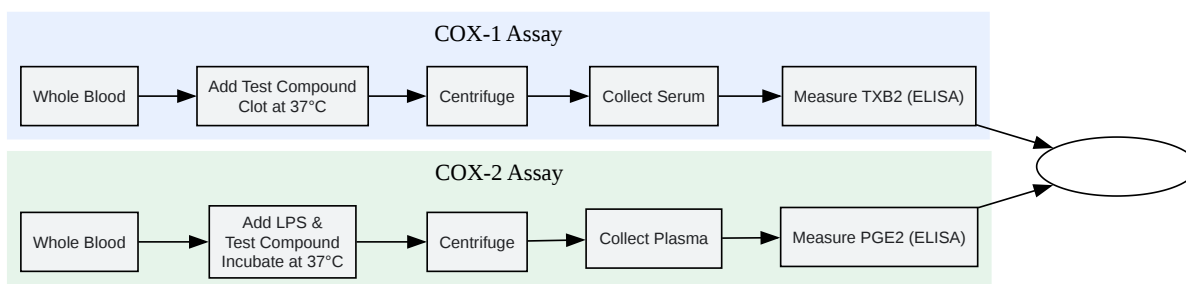 COX-1 Assay
Whole Blood
Add Test Compound
Clot at 37°C
Centrifuge
Collect Serum
Measure TXB2 (ELISA)
COX-2 Assay
Whole Blood
Add LPS &
Test Compound
Incubate at 37°C
Centrifuge
Collect Plasma
Measure PGE2 (ELISA)